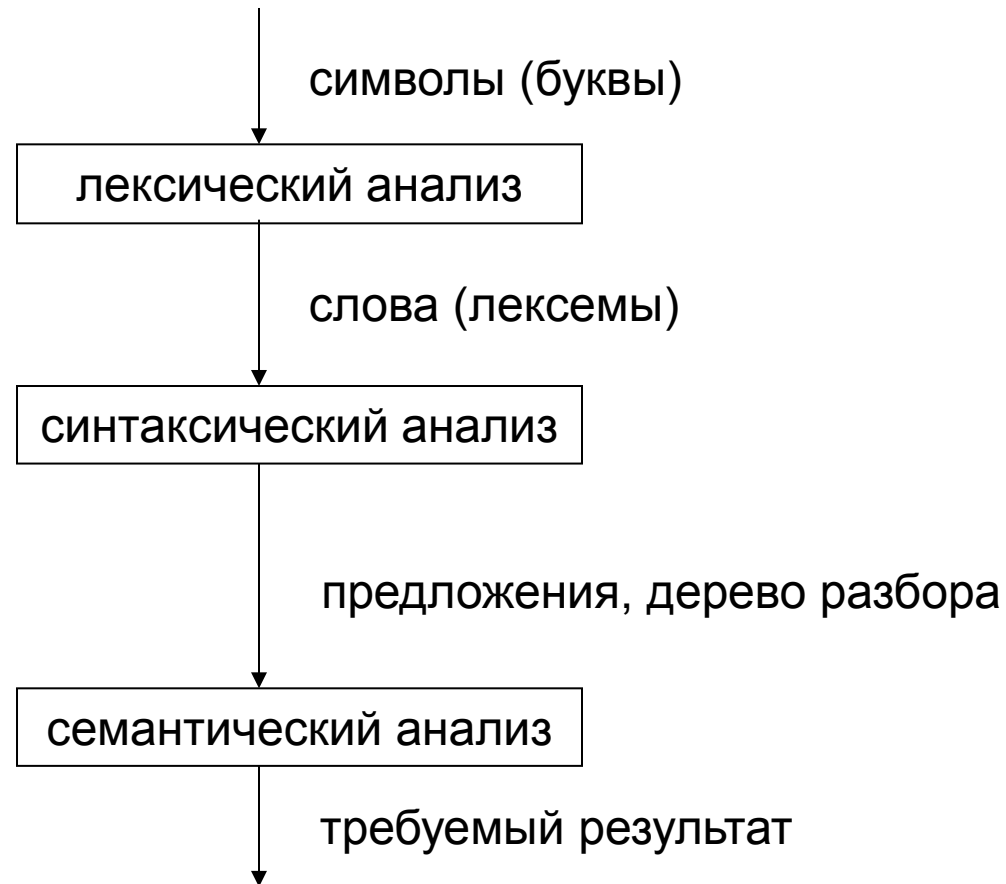 символы (буквы)
лексический анализ
слова (лексемы)
синтаксический анализ
предложения, дерево разбора
семантический анализ
требуемый результат